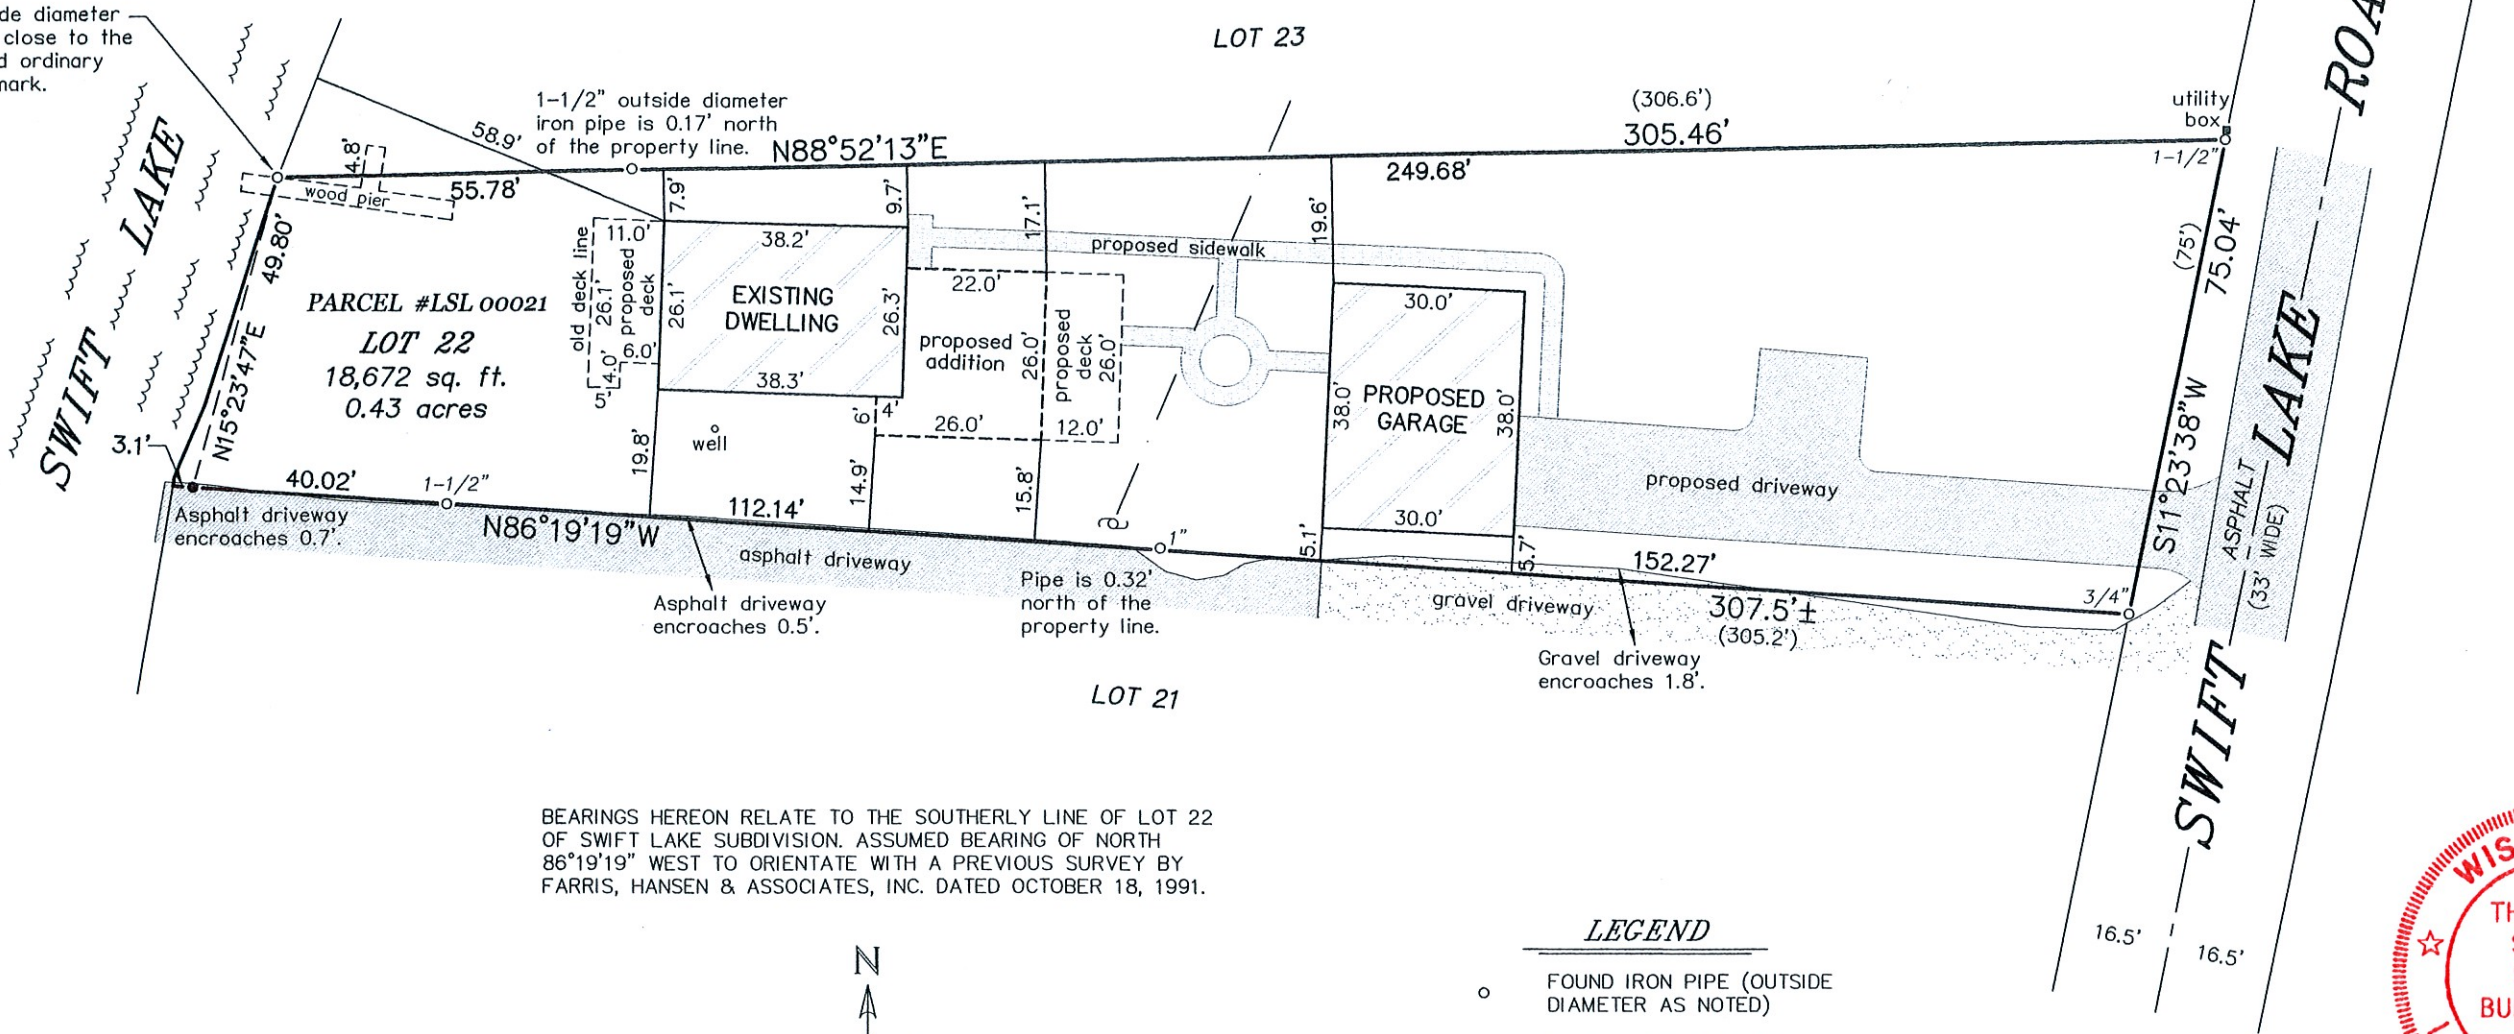 de diameter
close to the
d ordinary
mark.
LOT 23
SWIFT LAKE
1-1/2" outside diameter
iron pipe is 0.17' north
of the property line.
58.9'
N88°52'13"E
(306.6')
305.46'
249.68'
utility
box
1-1/2"
4.8'
wood pier
55.78'
49.80'
N15°23'47"E
3.1'
PARCEL #LSL 00021
LOT 22
18,672 sq. ft.
0.43 acres
7.9'
9.7'
17.1'
19.6'
old deck line
11.0'
26.1'
proposed
deck
4.0'
6.0'
5'
26.1'
38.2'
EXISTING
DWELLING
26.3'
38.3'
proposed sidewalk
22.0'
proposed
addition
26.0'
proposed
deck
26.0'
6'
4'
26.0'
12.0'
30.0'
38.0'
PROPOSED
GARAGE
38.0'
30.0'
proposed driveway
well
19.8'
14.9'
15.8'
5.1'
5.7'
40.02'
1-1/2"
N86°19'19"W
112.14'
1"
152.27'
307.5'±
(305.2')
3/4"
(75')
75.04'
S11°23'38"W
ASPHALT
(33' WIDE)
SWIFT LAKE ROA
Asphalt driveway
encroaches 0.7'.
asphalt driveway
Asphalt driveway
encroaches 0.5'.
Pipe is 0.32'
north of the
property line.
gravel driveway
Gravel driveway
encroaches 1.8'.
LOT 21
BEARINGS HEREON RELATE TO THE SOUTHERLY LINE OF LOT 22
OF SWIFT LAKE SUBDIVISION. ASSUMED BEARING OF NORTH
86°19'19" WEST TO ORIENTATE WITH A PREVIOUS SURVEY BY
FARRIS, HANSEN & ASSOCIATES, INC. DATED OCTOBER 18, 1991.
N
LEGEND
FOUND IRON PIPE (OUTSIDE
DIAMETER AS NOTED)
16.5'
16.5'
WIS
TH
BU